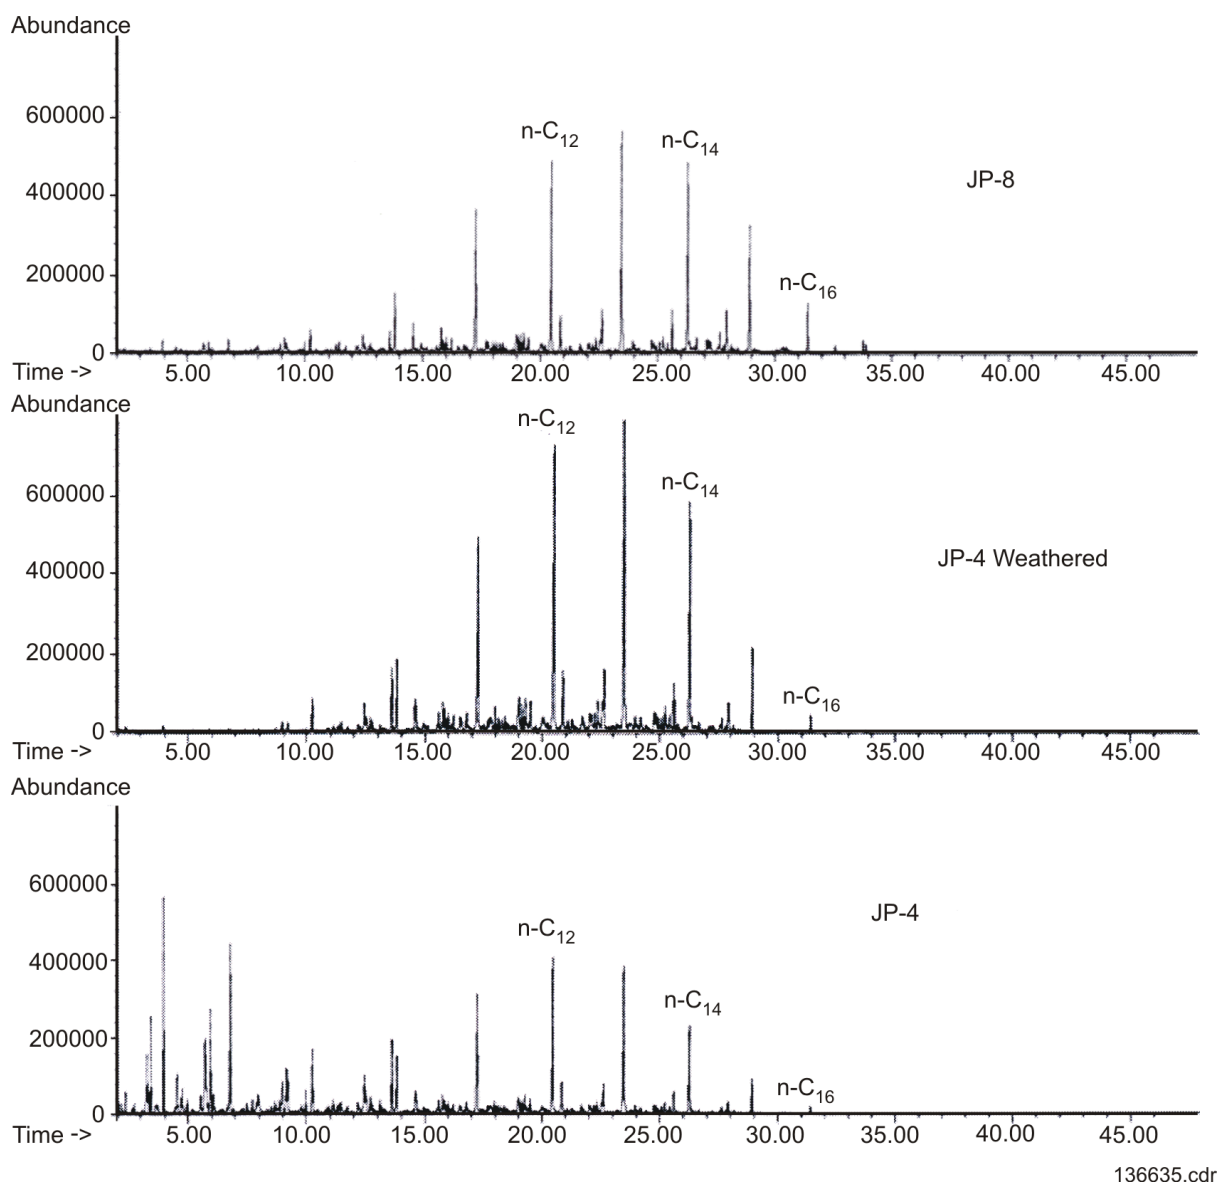 Abundance
600000
n-C12
n-C14
JP-8
400000
200000
n-C16
0
Time -> 5.00 10.00 15.00 20.00 25.00 30.00 35.00 40.00 45.00
Abundance
n-C12
600000
n-C14
JP-4 Weathered
400000
200000
n-C16
0
Time -> 5.00 10.00 15.00 20.00 25.00 30.00 35.00 40.00 45.00
Abundance
600000
JP-4
n-C12
400000
n-C14
200000
n-C16
0
Time -> 5.00 10.00 15.00 20.00 25.00 30.00 35.00 40.00 45.00
136635.cdr